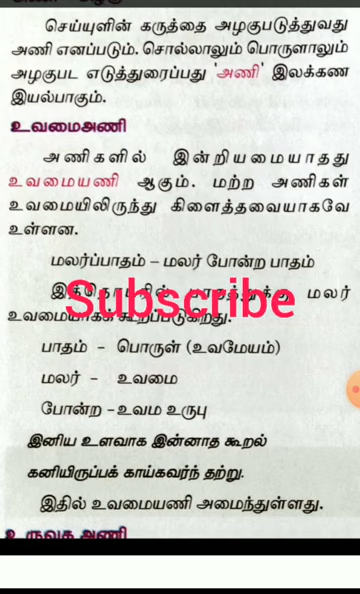 செய்யுளின் கருத்தை அழகுபடுத்துவது
அணி எனப்படும். சொல்லாலும் பொருளாலும்
அழகுபட எடுத்துரைப்பது 'அணி' இலக்கண
இயல்பாகும்.
உவமைஅணி
அணிகளில் இன்றியமையாதது
உவமையணி ஆகும். மற்ற அணிகள்
உவமையிலிருந்து கிளைத்தவையாகவே
உள்ளன.
மலர்ப்பாதம் – மலர் போன்ற பாதம்
மலர்
Subscribe
கூறப்படுகிறது.
பாதம் - பொருள் (உவமேயம்)
மலர் - உவமை
போன்ற - உவம உருபு
இனிய உளவாக இன்னாத கூறல்
கனியிருப்பக் காய்கவர்ந் தற்று.
இதில் உவமையணி அமைந்துள்ளது.
உருவக அணி